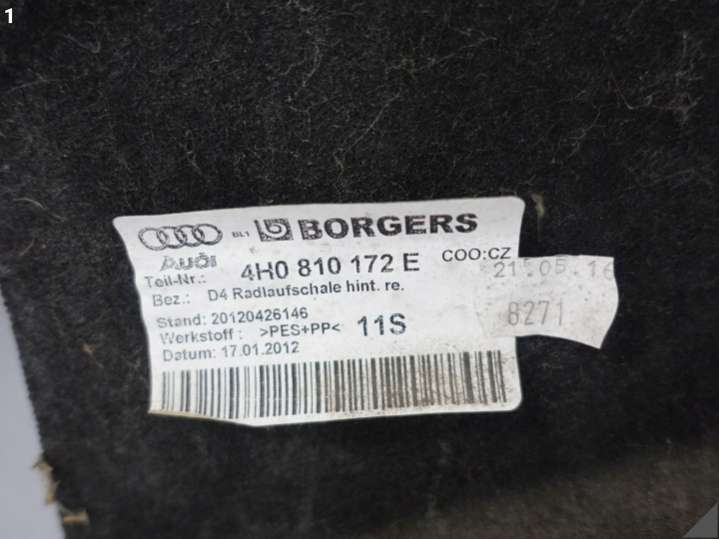 1
BL1 BORGERS
Audi
Teil-Nr.: 4H0 810 172 E COO:CZ
Bez.: D4 Radlaufschale hint. re.
Stand: 20120426146
Werkstoff : >PES+PP< 11S
Datum: 17.01.2012
21.05.16
8271